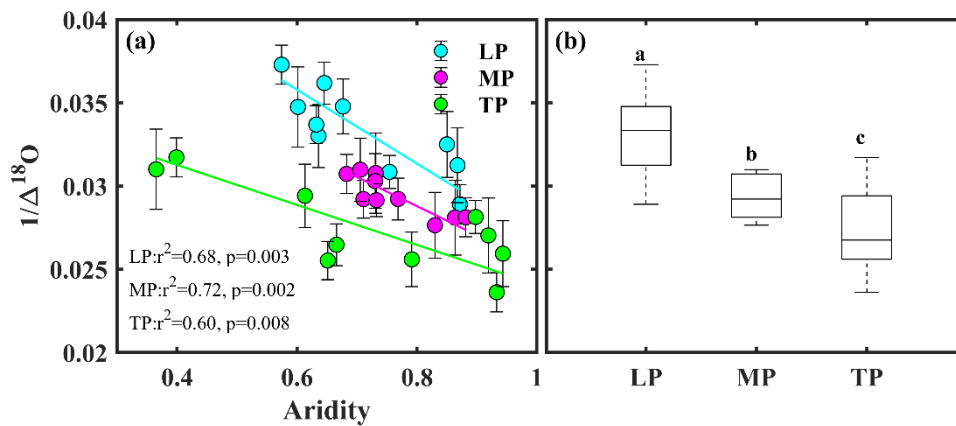 (a)
LP
MP
TP
LP:r²=0.68, p=0.003
MP:r²=0.72, p=0.002
TP:r²=0.60, p=0.008
1/Δ¹⁸O
0.04
0.035
0.03
0.025
0.02
0.4 0.6 0.8 1
Aridity
(b)
a
b
c
LP MP TP